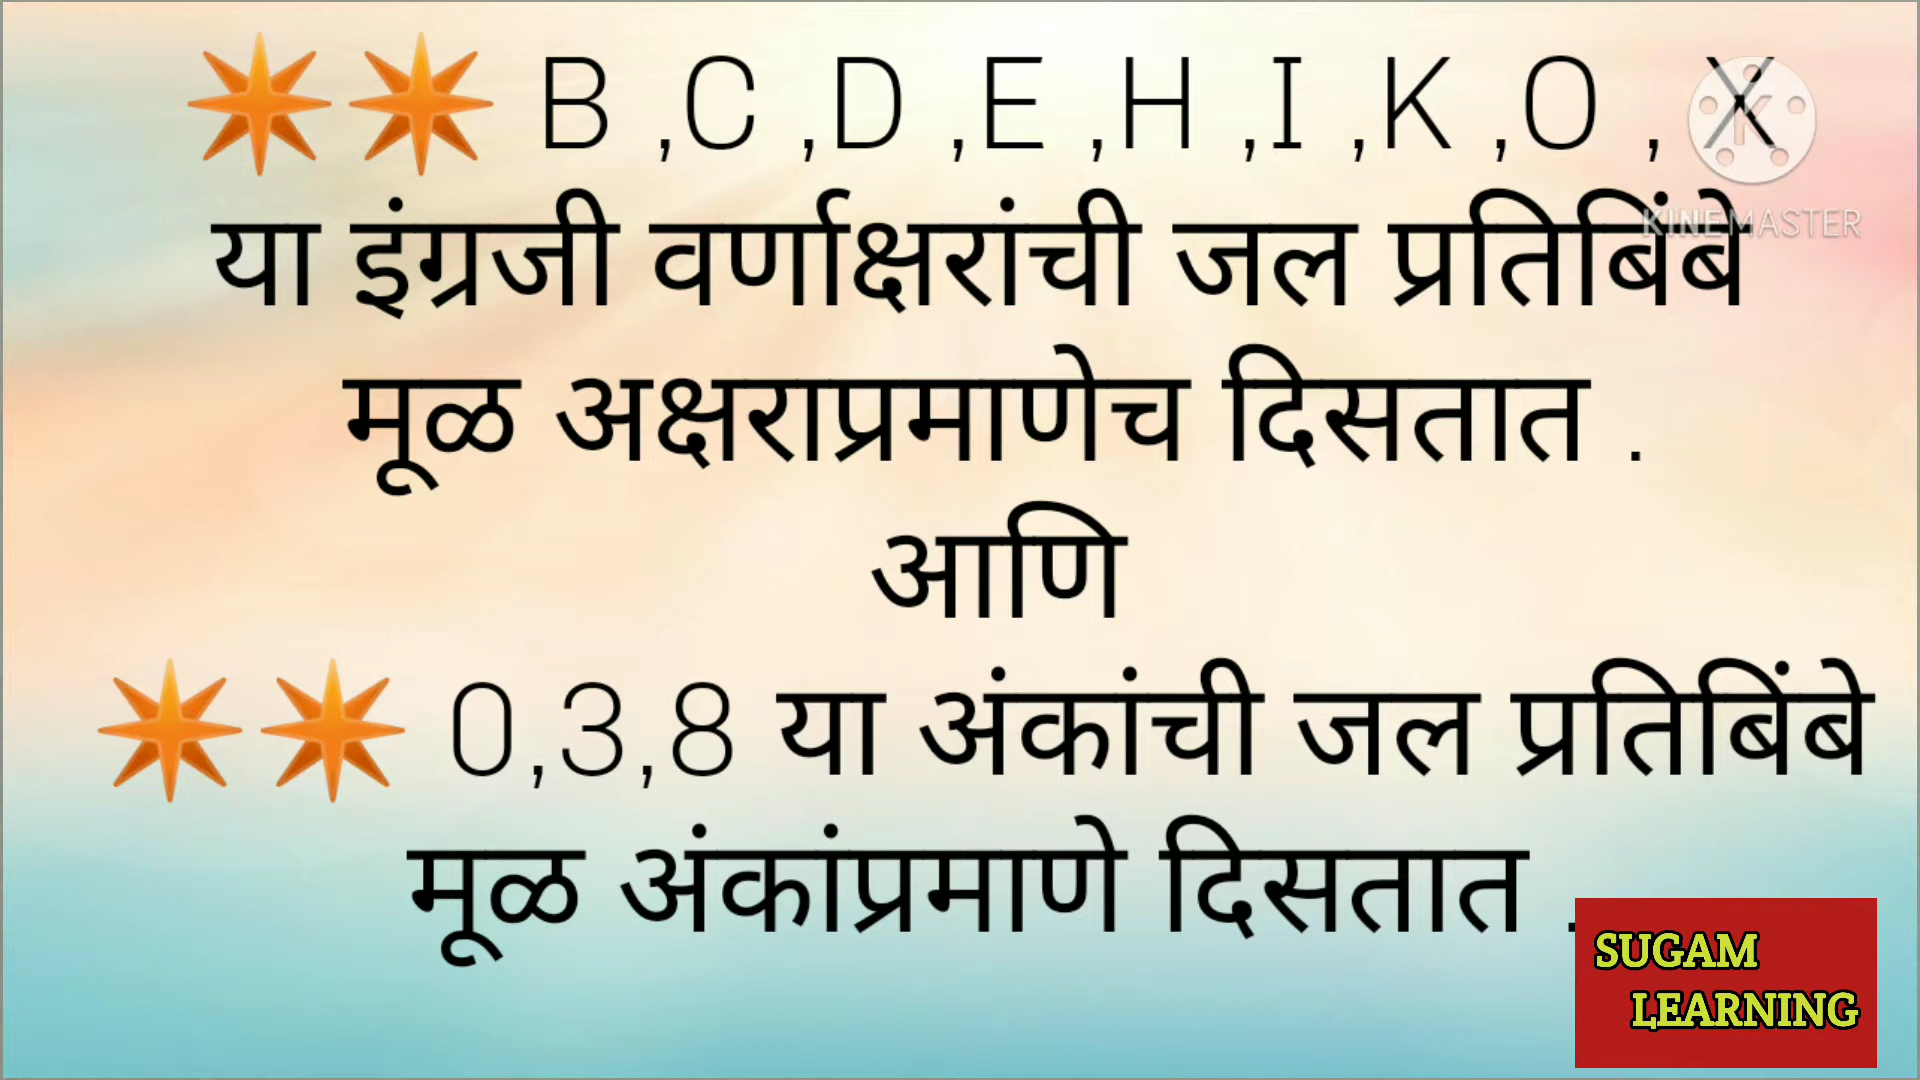 B ,C ,D ,E ,H ,I ,K ,O , X
या इंग्रजी वर्णाक्षरांची जल प्रतिबिंबे
KINEMASTER
मूळ अक्षराप्रमाणेच दिसतात .
आणि
0,3,8 या अंकांची जल प्रतिबिंबे
मूळ अंकांप्रमाणे दिसतात .
SUGAM
LEARNING